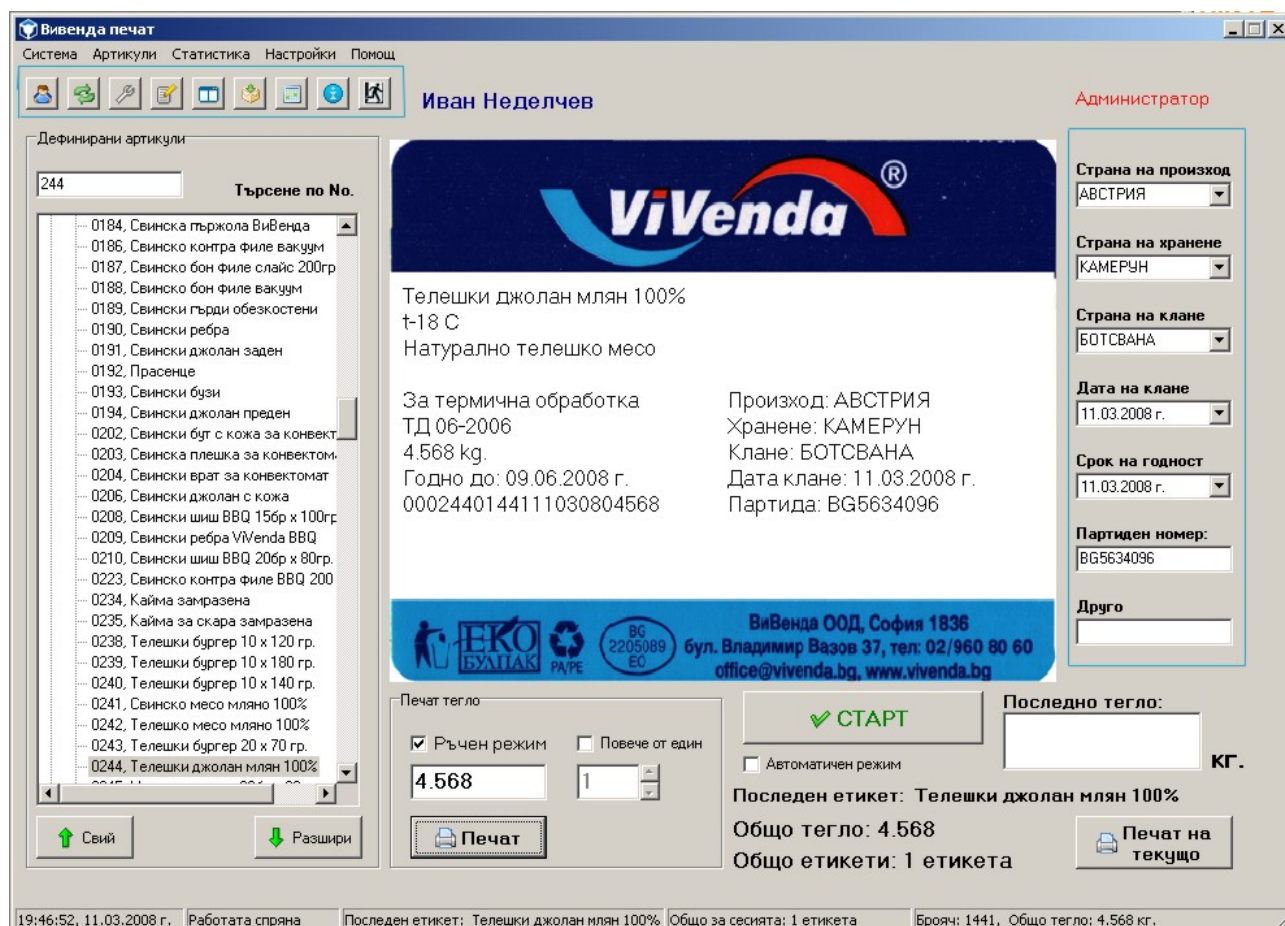 Вивенда печат
Система Артикули Статистика Настройки Помощ
Иван Неделчев
Администратор
Дефинирани артикули
244
Търсене по No.
0184, Свинска пържола ВиВенда
0186, Свинска контра филе вакуум
0187, Свинско бон филе слайс 200гр
0188, Свинско бон филе вакуум
0189, Свински гърди обезкостени
0190, Свински ребра
0191, Свински джолан заден
0192, Прасенце
0193, Свински бузи
0194, Свински джолан преден
0202, Свински бут с кожа за конвект
0203, Свинска плешка за конвектом
0204, Свински врат за конвектомат
0206, Свински джолан с кожа
0208, Свински шиш BBQ 15бр х 100гр
0209, Свински ребра ViVenda BBQ
0210, Свински шиш BBQ 20бр х 80гр.
0223, Свинско контра филе BBQ 200
0234, Кайма замразена
0235, Кайма за скара замразена
0238, Телешки бургер 10 х 120 гр.
0239, Телешки бургер 10 х 180 гр.
0240, Телешки бургер 10 х 140 гр.
0241, Свинско месо мляно 100%
0242, Телешко месо мляно 100%
0243, Телешки бургер 20 х 70 гр.
0244, Телешки джолан млян 100%
Свий
Разшири
ViVenda ®
Телешки джолан млян 100%
t-18 C
Натурално телешко месо
За термична обработка
ТД 06-2006
4.568 kg.
Годно до: 09.06.2008 г.
0002440144111030804568
Произход: АВСТРИЯ
Хранене: КАМЕРУН
Клане: БОТСВАНА
Дата клане: 11.03.2008 г.
Партида: BG5634096
ЕКО
БУЛПАК
PA/PE
BG
2205089
EO
ВиВенда ООД, София 1836
бул. Владимир Вазов 37, тел: 02/960 80 60
office@vivenda.bg, www.vivenda.bg
Страна на произход
АВСТРИЯ
Страна на хранене
КАМЕРУН
Страна на клане
БОТСВАНА
Дата на клане
11.03.2008 г.
Срок на годност
11.03.2008 г.
Партиден номер:
BG5634096
Друго
Печат тегло
Ръчен режим
Повече от един
4.568
1
Печат
СТАРТ
Автоматичен режим
Последно тегло:
кг.
Последен етикет: Телешки джолан млян 100%
Общо тегло: 4.568
Общо етикети: 1 етикета
Печат на
текущо
19:46:52, 11.03.2008 г. Работата спряна Последен етикет: Телешки джолан млян 100% Общо за сесията: 1 етикета Брояч: 1441, Общо тегло: 4.568 кг.